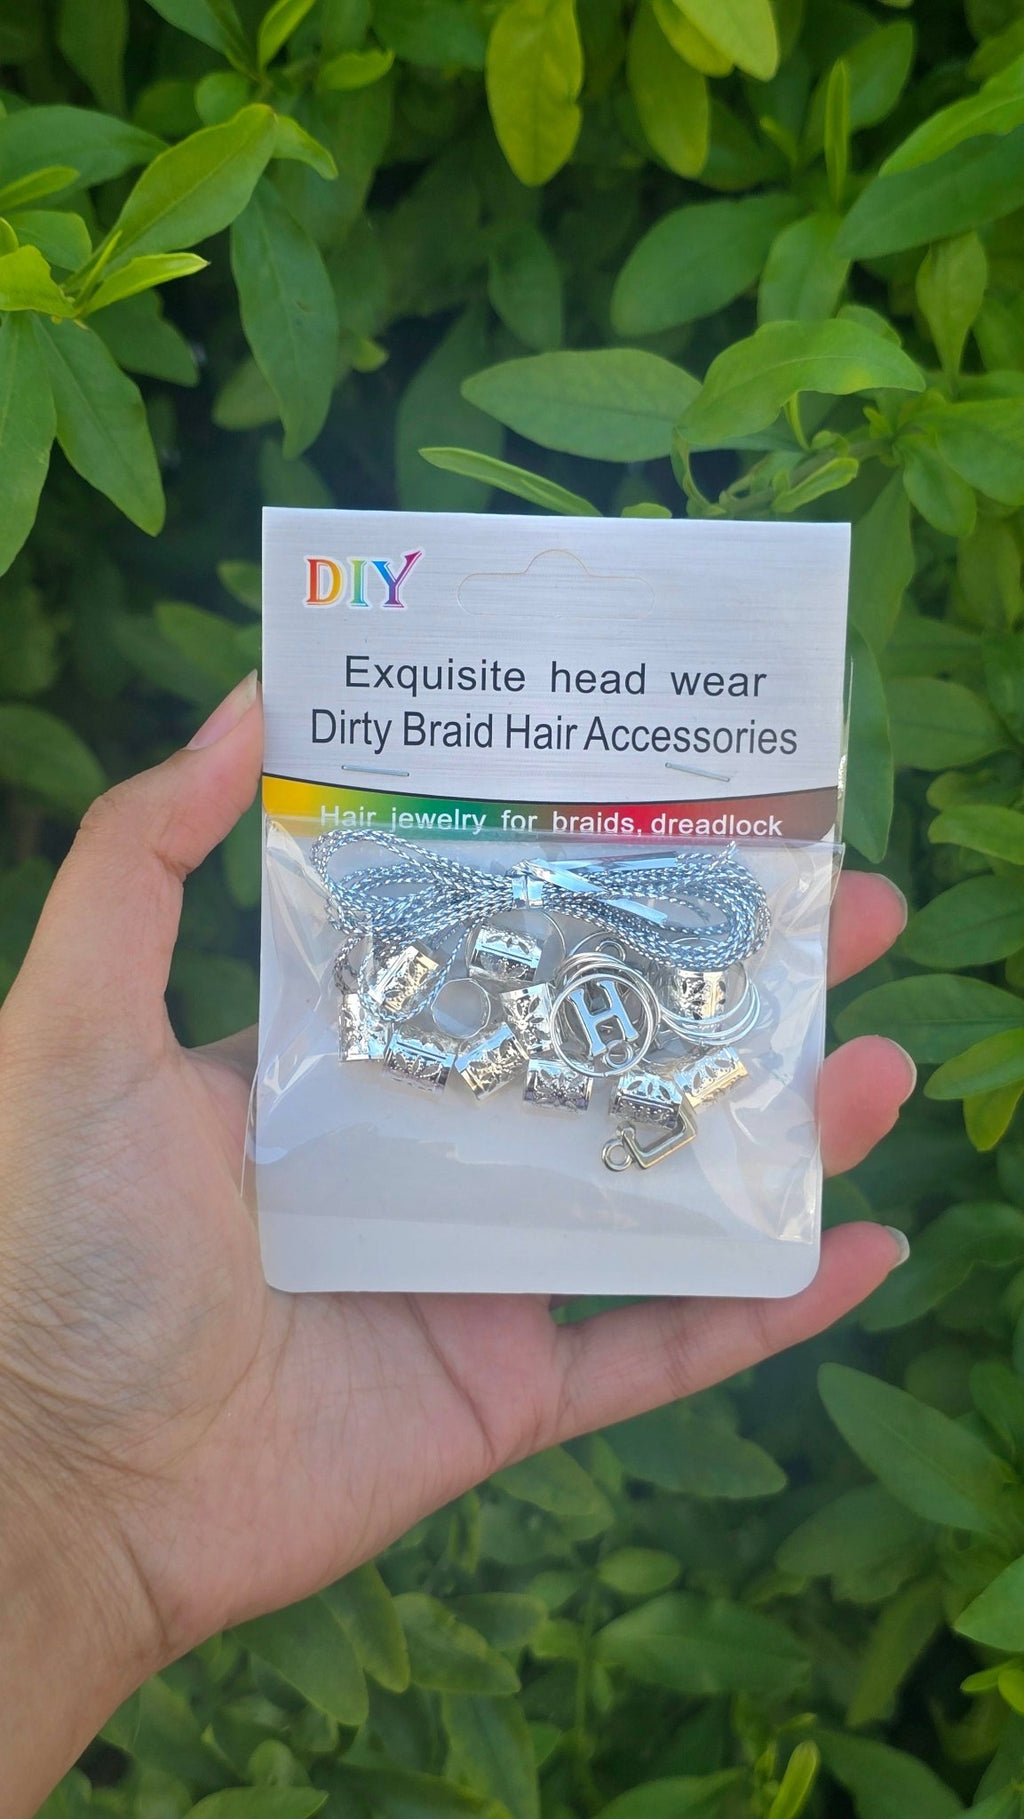 DIY
Exquisite head wear
Dirty Braid Hair Accessories
Hair jewelry for braids, dreadlock
H